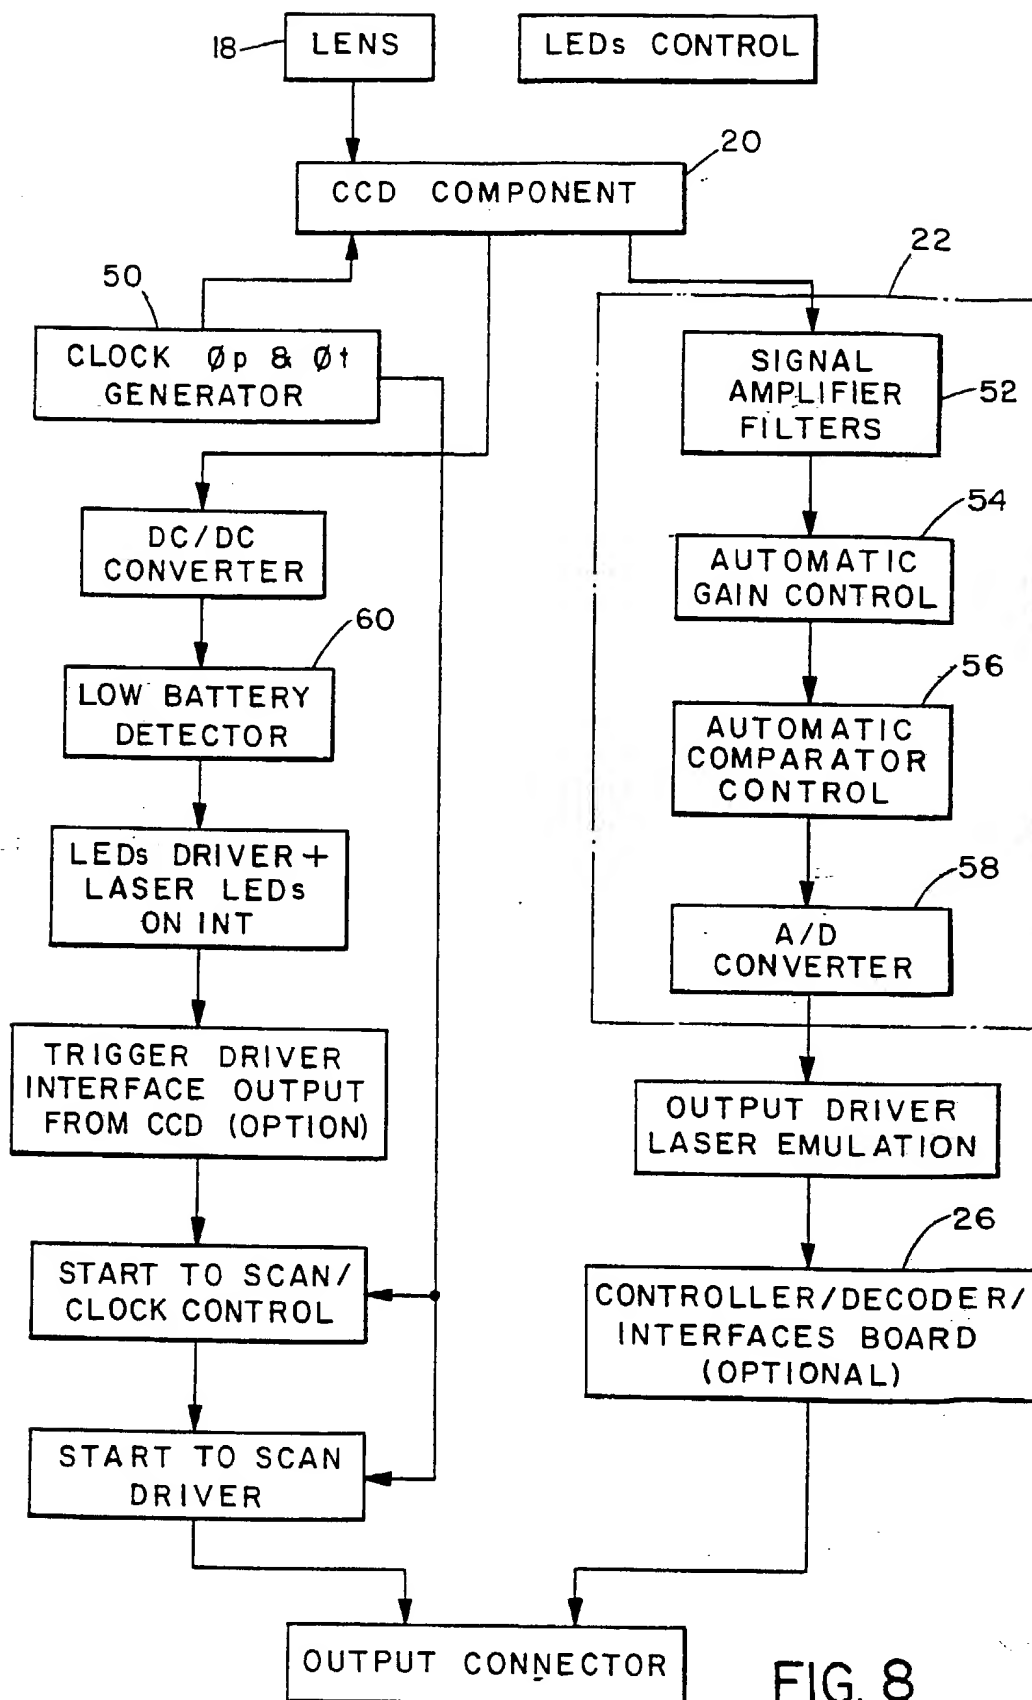 18
LENS
LEDs CONTROL
20
CCD COMPONENT
22
50
CLOCK Øp & Øt
GENERATOR
SIGNAL
AMPLIFIER
FILTERS
52
54
DC/DC
CONVERTER
AUTOMATIC
GAIN CONTROL
60
LOW BATTERY
DETECTOR
56
AUTOMATIC
COMPARATOR
CONTROL
LEDs DRIVER +
LASER LEDs
ON INT
58
A/D
CONVERTER
TRIGGER DRIVER
INTERFACE OUTPUT
FROM CCD (OPTION)
OUTPUT DRIVER
LASER EMULATION
26
START TO SCAN/
CLOCK CONTROL
CONTROLLER/DECODER/
INTERFACES BOARD
(OPTIONAL)
START TO SCAN
DRIVER
OUTPUT CONNECTOR
FIG. 8